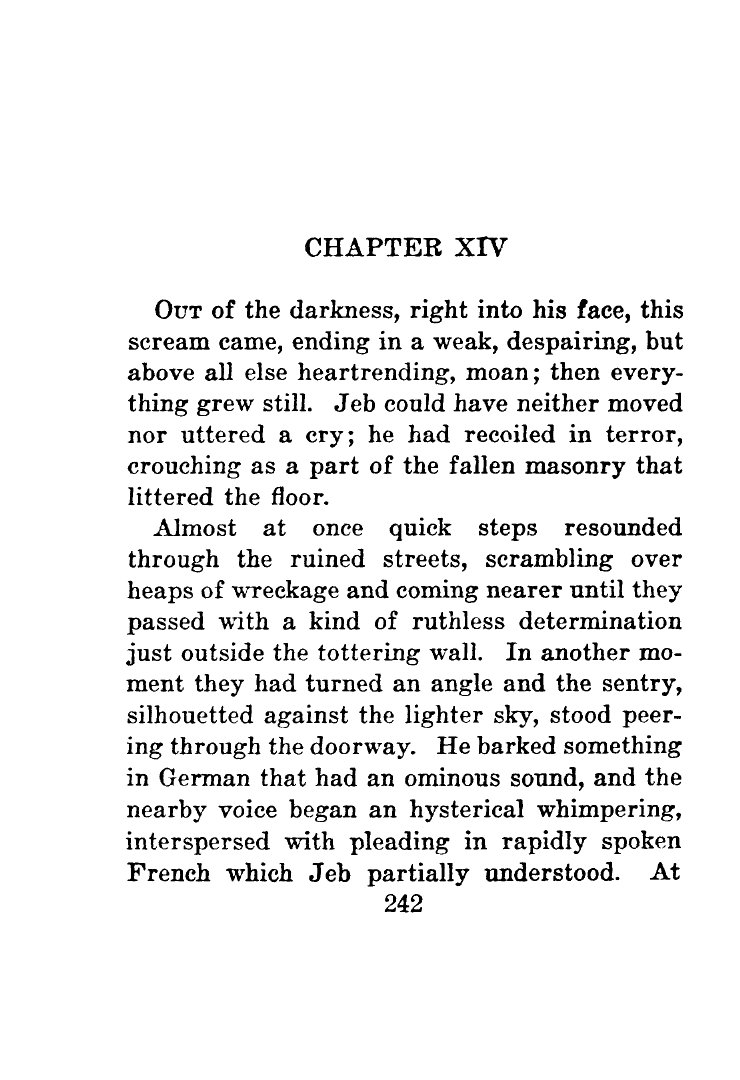 CHAPTER XIV
OUT of the darkness, right into his face, this
scream came, ending in a weak, despairing, but
above all else heartrending, moan; then every-
thing grew still. Jeb could have neither moved
nor uttered a cry; he had recoiled in terror,
crouching as a part of the fallen masonry that
littered the floor.
Almost at once quick steps resounded
through the ruined streets, scrambling over
heaps of wreckage and coming nearer until they
passed with a kind of ruthless determination
just outside the tottering wall. In another mo-
ment they had turned an angle and the sentry,
silhouetted against the lighter sky, stood peer-
ing through the doorway. He barked something
in German that had an ominous sound, and the
nearby voice began an hysterical whimpering,
interspersed with pleading in rapidly spoken
French which Jeb partially understood. At
242